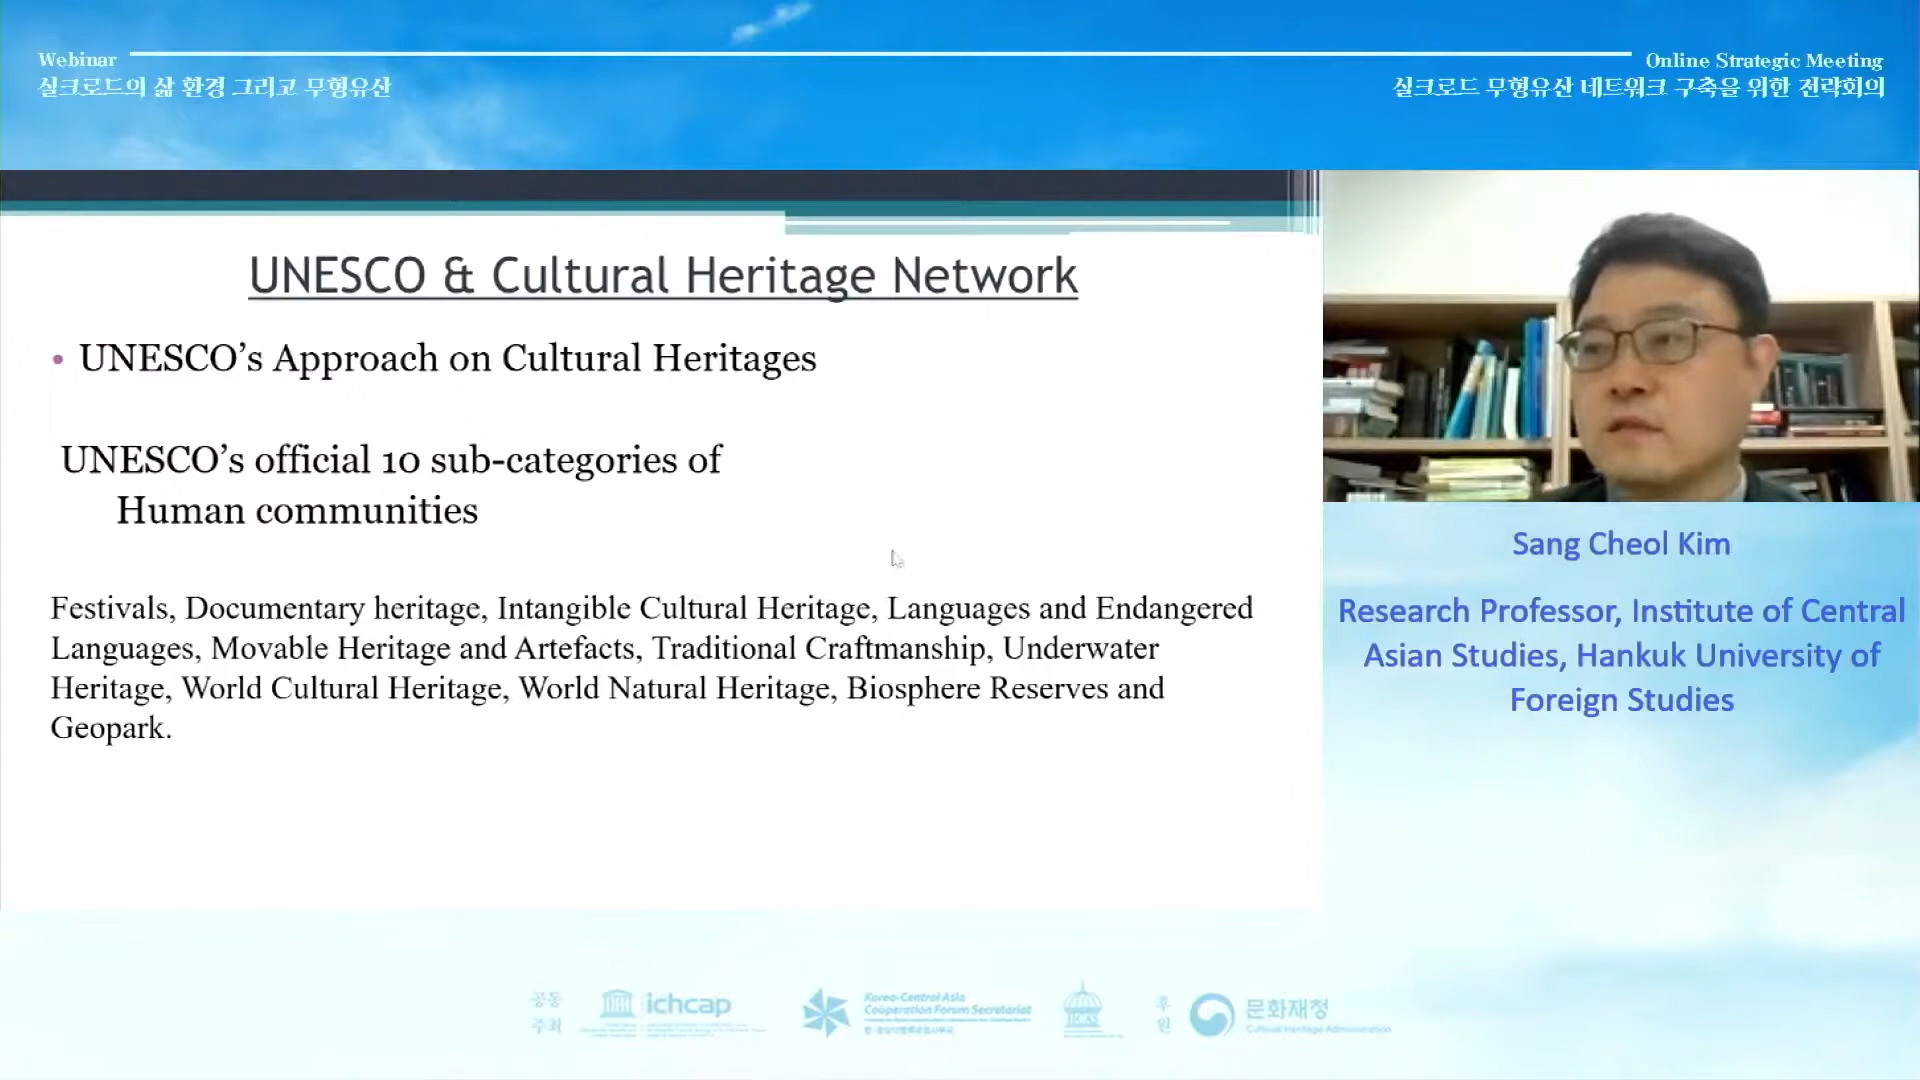 Webinar
실크로드의 삶 환경 그리고 무형유산
Online Strategic Meeting
실크로드 무형유산 네트워크 구축을 위한 전략회의
UNESCO & Cultural Heritage Network
• UNESCO’s Approach on Cultural Heritages
UNESCO’s official 10 sub-categories of
Human communities
Festivals, Documentary heritage, Intangible Cultural Heritage, Languages and Endangered
Languages, Movable Heritage and Artefacts, Traditional Craftmanship, Underwater
Heritage, World Cultural Heritage, World Natural Heritage, Biosphere Reserves and
Geopark.
Sang Cheol Kim
Research Professor, Institute of Central
Asian Studies, Hankuk University of
Foreign Studies
공동
주최
ichcap
Korea-Central Asia
Cooperation Forum Secretariat
후
원
문화재청
Cultural Heritage Administration